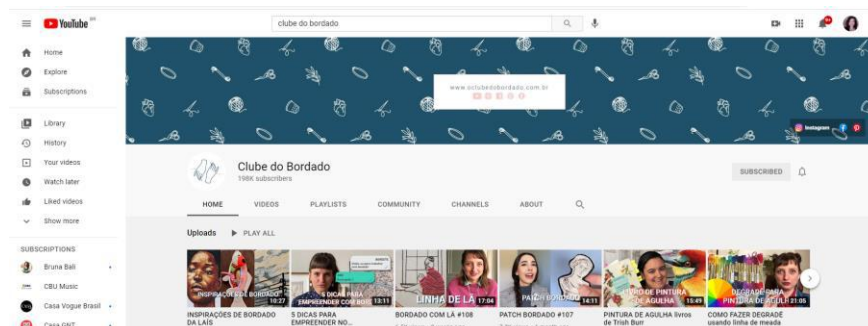 YouTube BR
clube do bordado
Home
Explore
Subscriptions
Library
History
Your videos
Watch later
Liked videos
Show more
SUBSCRIPTIONS
Bruna Bali
CBU Music
Casa Vogue Brasil
Casa GNT
www.oclubedobordado.com.br
Instagram
Clube do Bordado
198K subscribers
SUBSCRIBED
HOME VIDEOS PLAYLISTS COMMUNITY CHANNELS ABOUT
Uploads PLAY ALL
INSPIRAÇÕES DE BORDADO
10:27
INSPIRAÇÕES DE BORDADO
DA LAÍS
5 DICAS PARA
EMPREENDER COM
13:11
5 DICAS PARA
EMPREENDER NO...
LINHA DE LÃ
17:04
BORDADO COM LÃ #108
PATCH BORDADO
14:11
PATCH BORDADO #107
LIVRO DE PINTURA
DE AGULHA
15:49
PINTURA DE AGULHA livros
de Trish Burr
DEGRADÊ PARA
PINTURA DE AGULHA
21:05
COMO FAZER DEGRADÊ
usando linha de meada